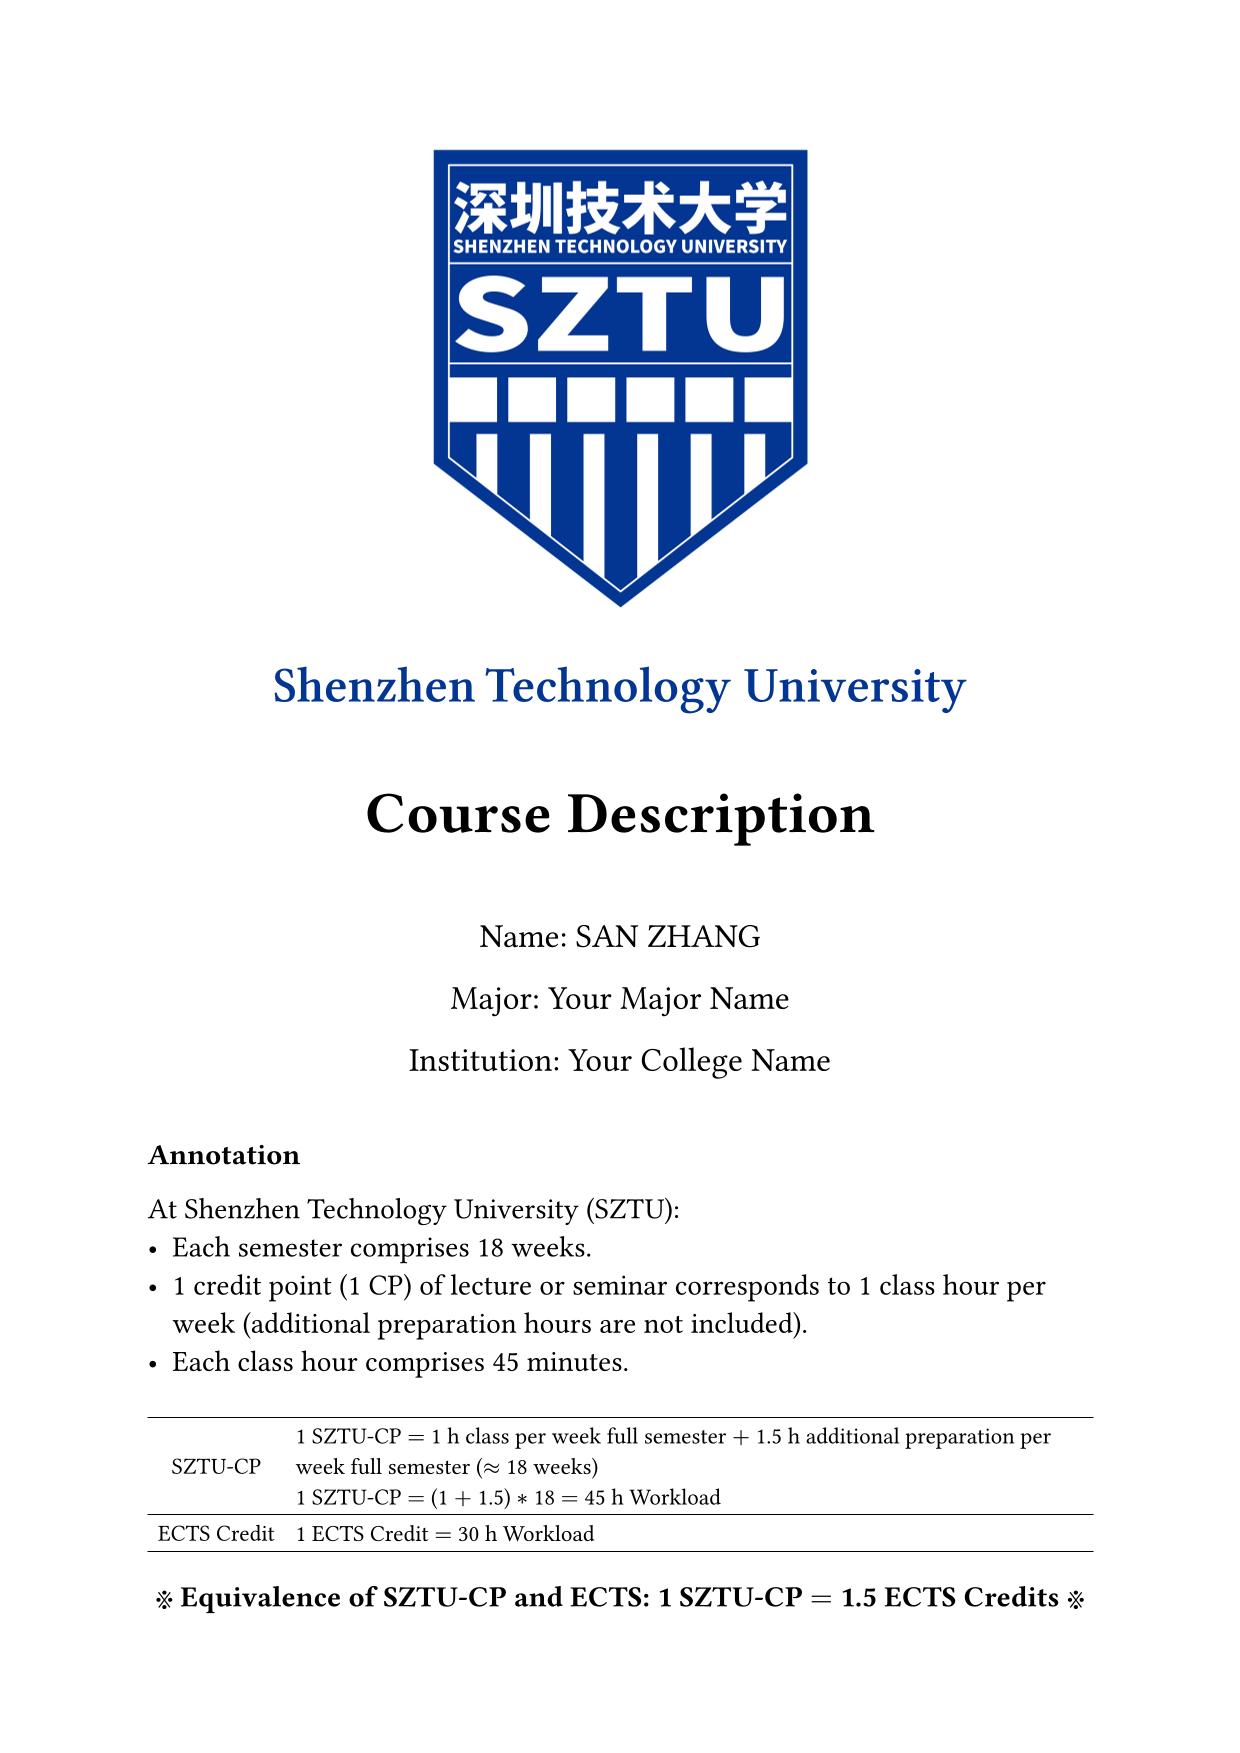 深圳技术大学
SHENZHEN TECHNOLOGY UNIVERSITY
SZTU
Shenzhen Technology University
Course Description
Name: SAN ZHANG
Major: Your Major Name
Institution: Your College Name
Annotation
At Shenzhen Technology University (SZTU):
• Each semester comprises 18 weeks.
• 1 credit point (1 CP) of lecture or seminar corresponds to 1 class hour per
week (additional preparation hours are not included).
• Each class hour comprises 45 minutes.
SZTU-CP
1 SZTU-CP = 1 h class per week full semester + 1.5 h additional preparation per
week full semester (≈ 18 weeks)
1 SZTU-CP = (1 + 1.5) ∗ 18 = 45 h Workload
ECTS Credit 1 ECTS Credit = 30 h Workload
※ Equivalence of SZTU-CP and ECTS: 1 SZTU-CP = 1.5 ECTS Credits ※